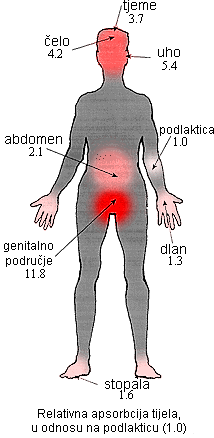 tjeme
3.7
čelo
4.2
uho
5.4
abdomen
2.1
podlaktica
1.0
genitalno
područje
11.8
dlan
1.3
stopala
1.6
Relativna apsorbcija tijela,
u odnosu na podlakticu (1.0)